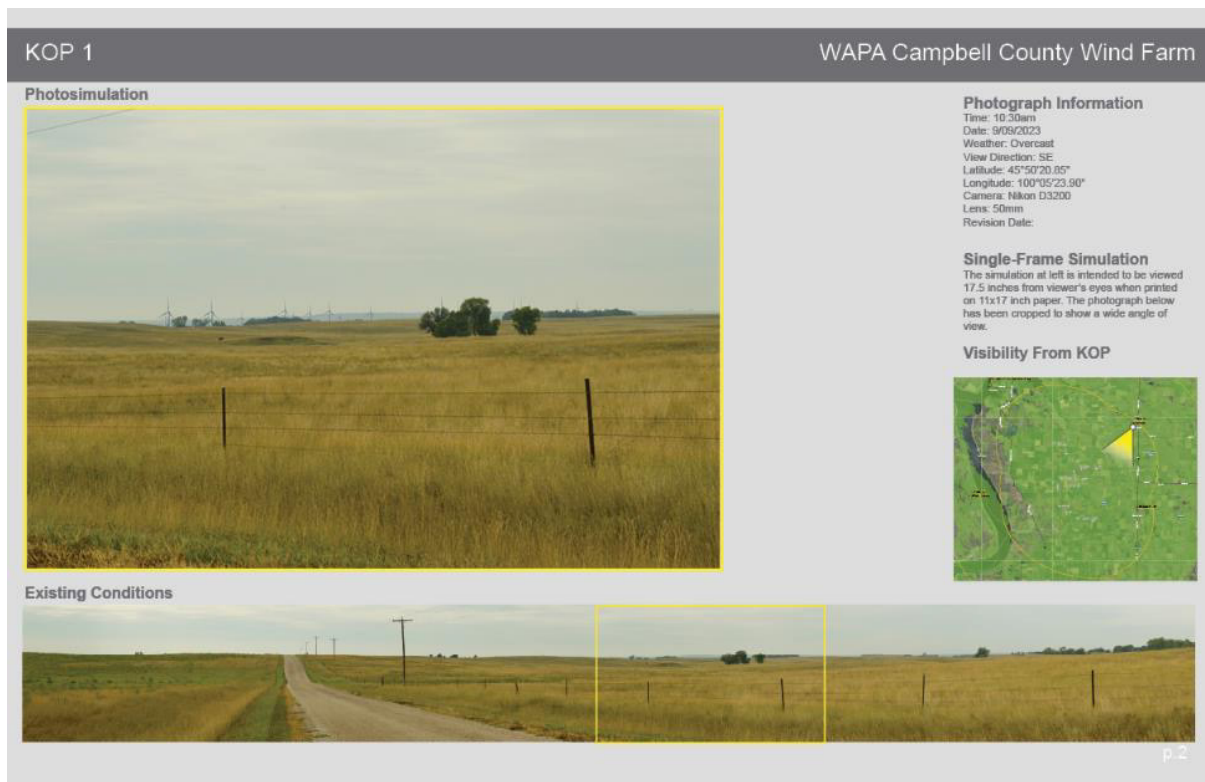 KOP 1
WAPA Campbell County Wind Farm
Photosimulation
Photograph Information
Time: 10:30am
Date: 9/09/2023
Weather: Overcast
View Direction: SE
Latitude: 45°50'20.85"
Longitude: 100°05'23.90"
Camera: Nikon D3200
Lens: 50mm
Revision Date:
Single-Frame Simulation
The simulation at left is intended to be viewed
17.5 inches from viewer's eyes when printed
on 11x17 inch paper. The photograph below
has been cropped to show a wide angle of
view.
Visibility From KOP
Existing Conditions
p.2